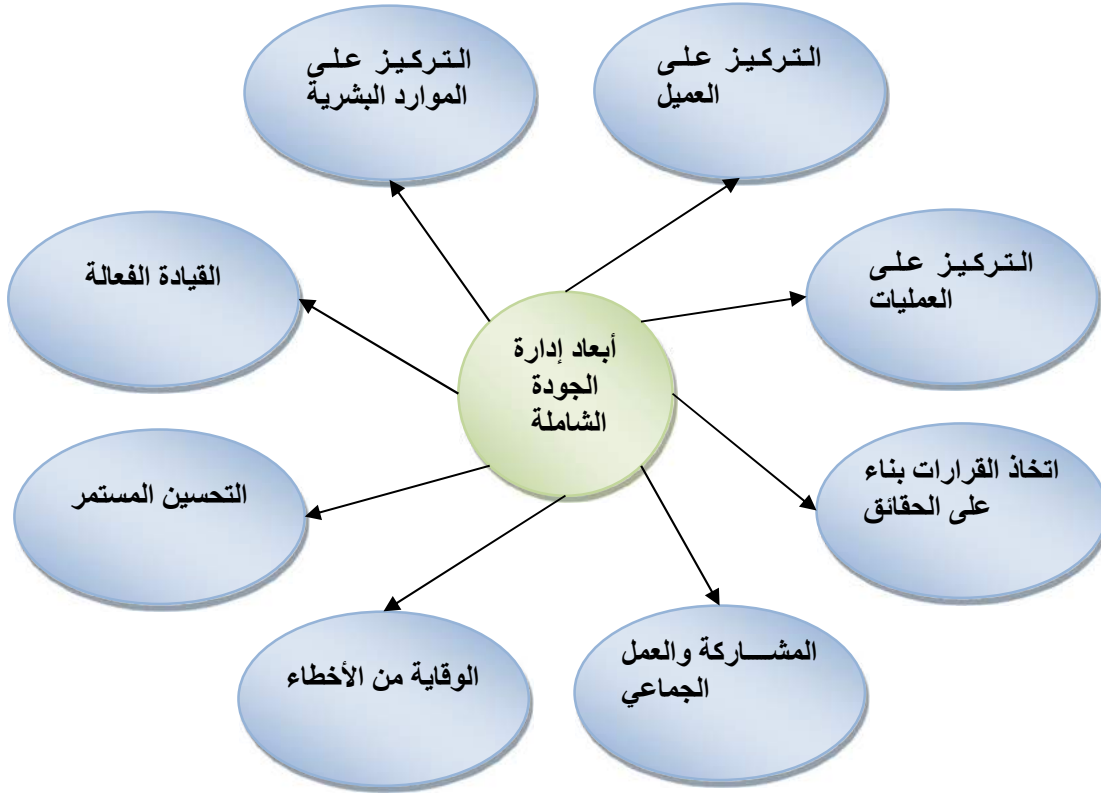 التركيز على
العميل
التركيز على
الموارد البشرية
التركيز على
العمليات
القيادة الفعالة
أبعاد إدارة
الجودة
الشاملة
اتخاذ القرارات بناء
على الحقائق
التحسين المستمر
المشــــاركة والعمل
الجماعي
الوقاية من الأخطاء